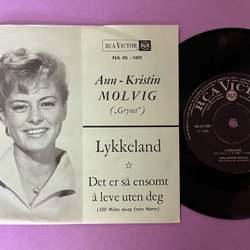 RCA VICTOR
NA 45 - 1401
Ann-Kristin
MOLVIG
("Grynet")
Lykkeland
Det er så ensomt
å leve uten deg
(500 Miles away from Home)
RCA VICTOR
LYKKELAND